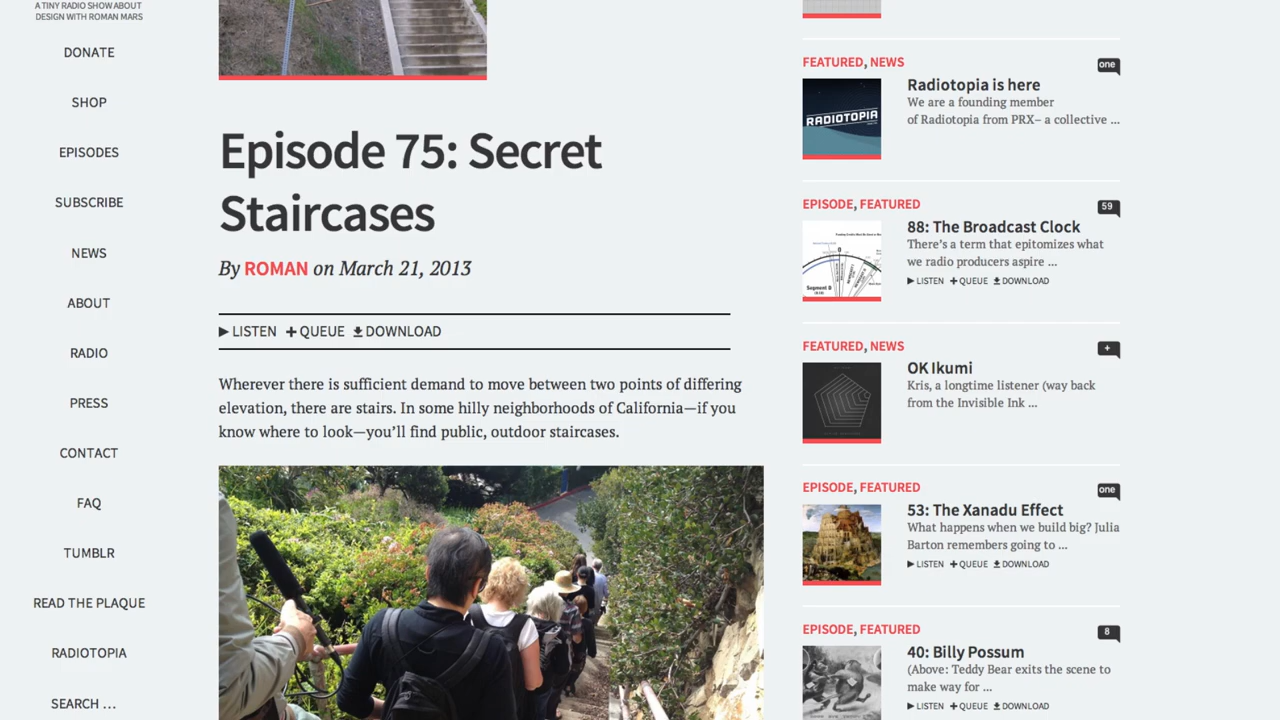 A TINY RADIO SHOW ABOUT
DESIGN WITH ROMAN MARS
DONATE
SHOP
EPISODES
SUBSCRIBE
NEWS
ABOUT
RADIO
PRESS
CONTACT
FAQ
TUMBLR
READ THE PLAQUE
RADIOTOPIA
SEARCH ...
Episode 75: Secret
Staircases
By ROMAN on March 21, 2013
LISTEN QUEUE DOWNLOAD
Wherever there is sufficient demand to move between two points of differing
elevation, there are stairs. In some hilly neighborhoods of California—if you
know where to look—you'll find public, outdoor staircases.
FEATURED, NEWS
one
RADIOTOPIA
Radiotopia is here
We are a founding member
of Radiotopia from PRX– a collective ...
EPISODE, FEATURED
59
Segment D
88: The Broadcast Clock
There's a term that epitomizes what
we radio producers aspire ...
LISTEN QUEUE DOWNLOAD
FEATURED, NEWS
+
OK Ikumi
Kris, a longtime listener (way back
from the Invisible Ink ...
EPISODE, FEATURED
one
53: The Xanadu Effect
What happens when we build big? Julia
Barton remembers going to ...
LISTEN QUEUE DOWNLOAD
EPISODE, FEATURED
8
40: Billy Possum
(Above: Teddy Bear exits the scene to
make way for ...
LISTEN QUEUE DOWNLOAD